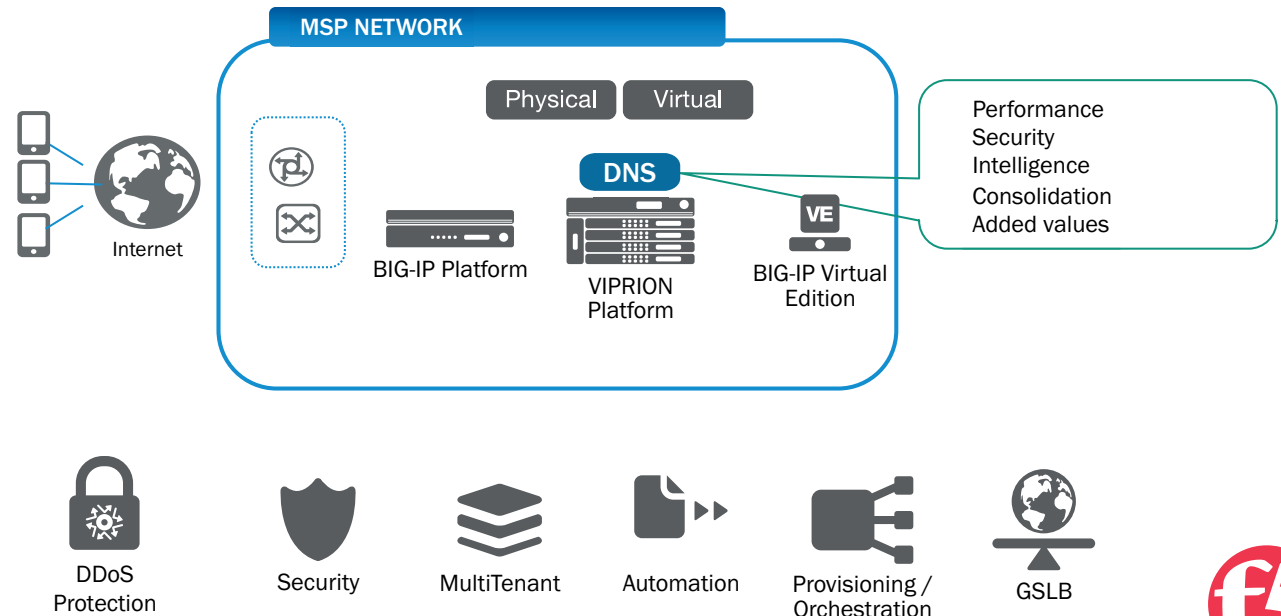 MSP NETWORK
Physical
Virtual
DNS
VE
Internet
BIG-IP Platform
VIPRION
Platform
BIG-IP Virtual
Edition
Performance
Security
Intelligence
Consolidation
Added values
DDoS
Protection
Security
MultiTenant
Automation
Provisioning /
Orchestration
GSLB